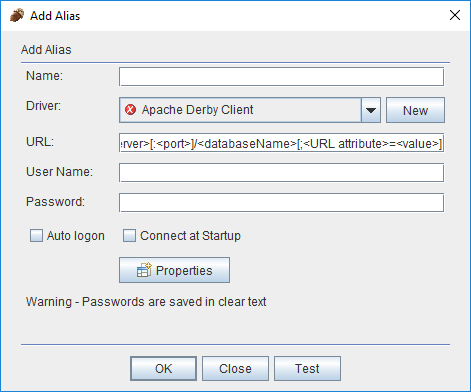 Add Alias
Add Alias
Name:
Driver: Apache Derby Client New
URL: erver>[:<port>]/<databaseName>[;<URL attribute>=<value>]
User Name:
Password:
Auto logon Connect at Startup
Properties
Warning - Passwords are saved in clear text
OK Close Test